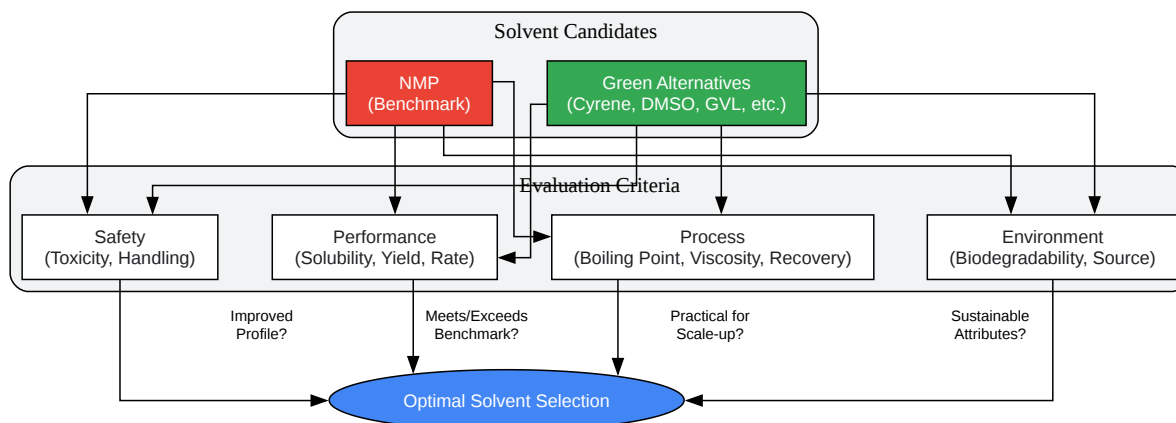 Solvent Candidates
NMP
(Benchmark)
Green Alternatives
(Cyrene, DMSO, GVL, etc.)
Evaluation Criteria
Safety
(Toxicity, Handling)
Performance
(Solubility, Yield, Rate)
Process
(Boiling Point, Viscosity, Recovery)
Environment
(Biodegradability, Source)
Improved
Profile?
Meets/Exceeds
Benchmark?
Practical for
Scale-up?
Sustainable
Attributes?
Optimal Solvent Selection